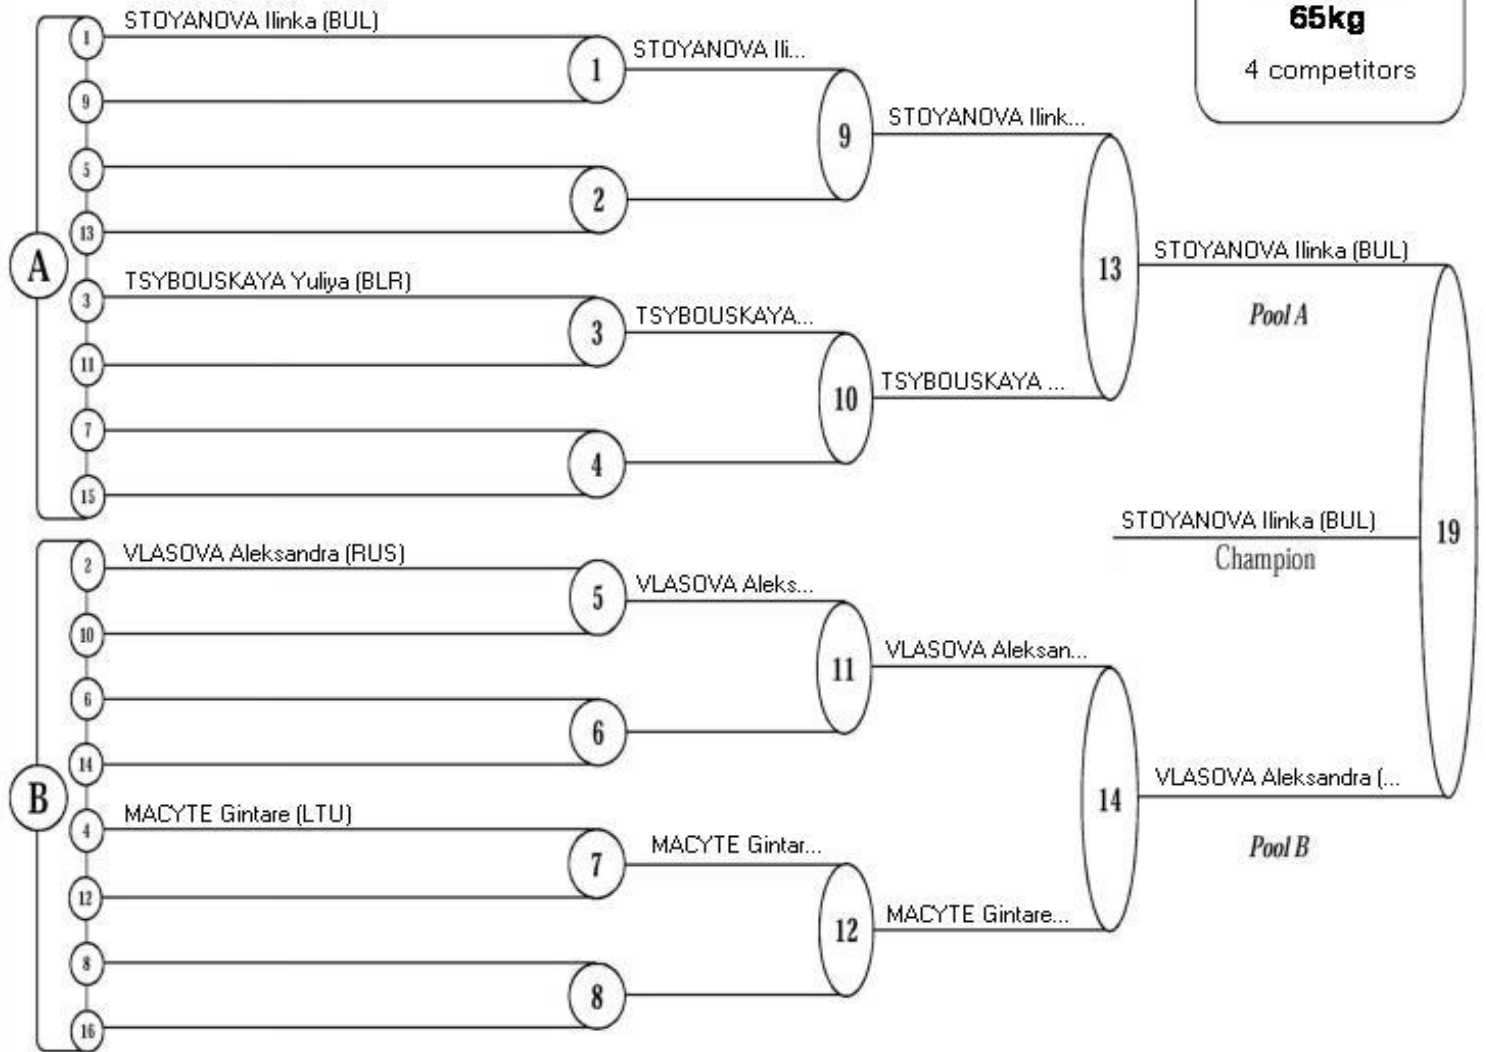 65kg
4 competitors
A
1
STOYANOVA Ilinka (BUL)
9
5
13
3
TSYBOUSKAYA Yuliya (BLR)
11
7
15
B
2
VLASOVA Aleksandra (RUS)
10
6
14
4
MACYTE Gintare (LTU)
12
8
16
1
STOYANOVA Ili...
2
3
TSYBOUSKAYA...
4
5
VLASOVA Aleks...
6
7
MACYTE Gintar...
8
9
STOYANOVA Ilink...
10
TSYBOUSKAYA ...
11
VLASOVA Aleksan...
12
MACYTE Gintare...
13
STOYANOVA Ilinka (BUL)
Pool A
14
VLASOVA Aleksandra (...
Pool B
STOYANOVA Ilinka (BUL)
Champion
19